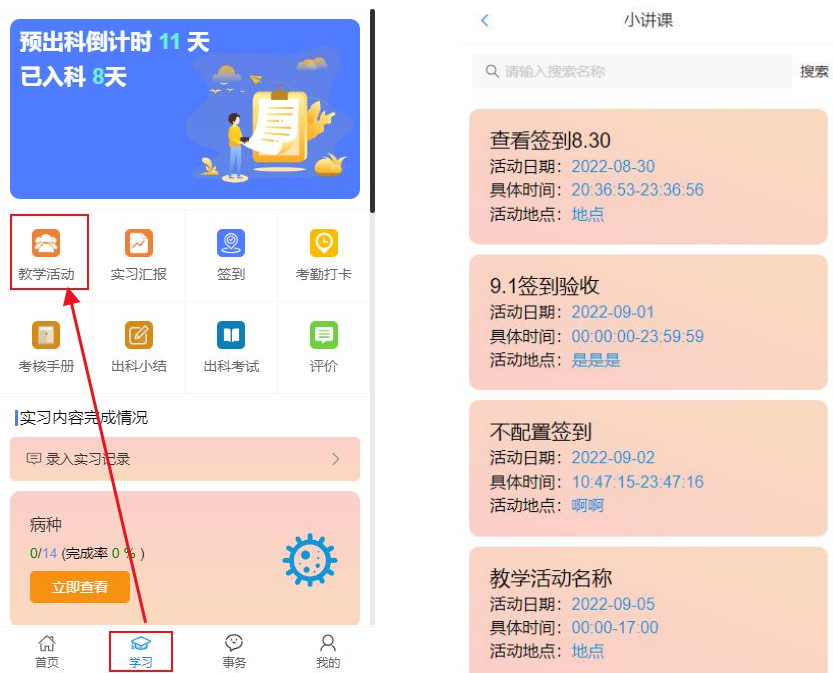 预出科倒计时 11 天
已入科 8天
教学活动
实习汇报
签到
考勤打卡
考核手册
出科小结
出科考试
评价
实习内容完成情况
录入实习记录
病种
0/14 (完成率 0 % )
立即查看
首页
学习
事务
我的
小讲课
请输入搜索名称
搜索
查看签到8.30
活动日期：2022-08-30
具体时间：20:36:53-23:36:56
活动地点：地点
9.1签到验收
活动日期：2022-09-01
具体时间：00:00:00-23:59:59
活动地点：是是是
不配置签到
活动日期：2022-09-02
具体时间：10:47:15-23:47:16
活动地点：啊啊
教学活动名称
活动日期：2022-09-05
具体时间：00:00-17:00
活动地点：地点